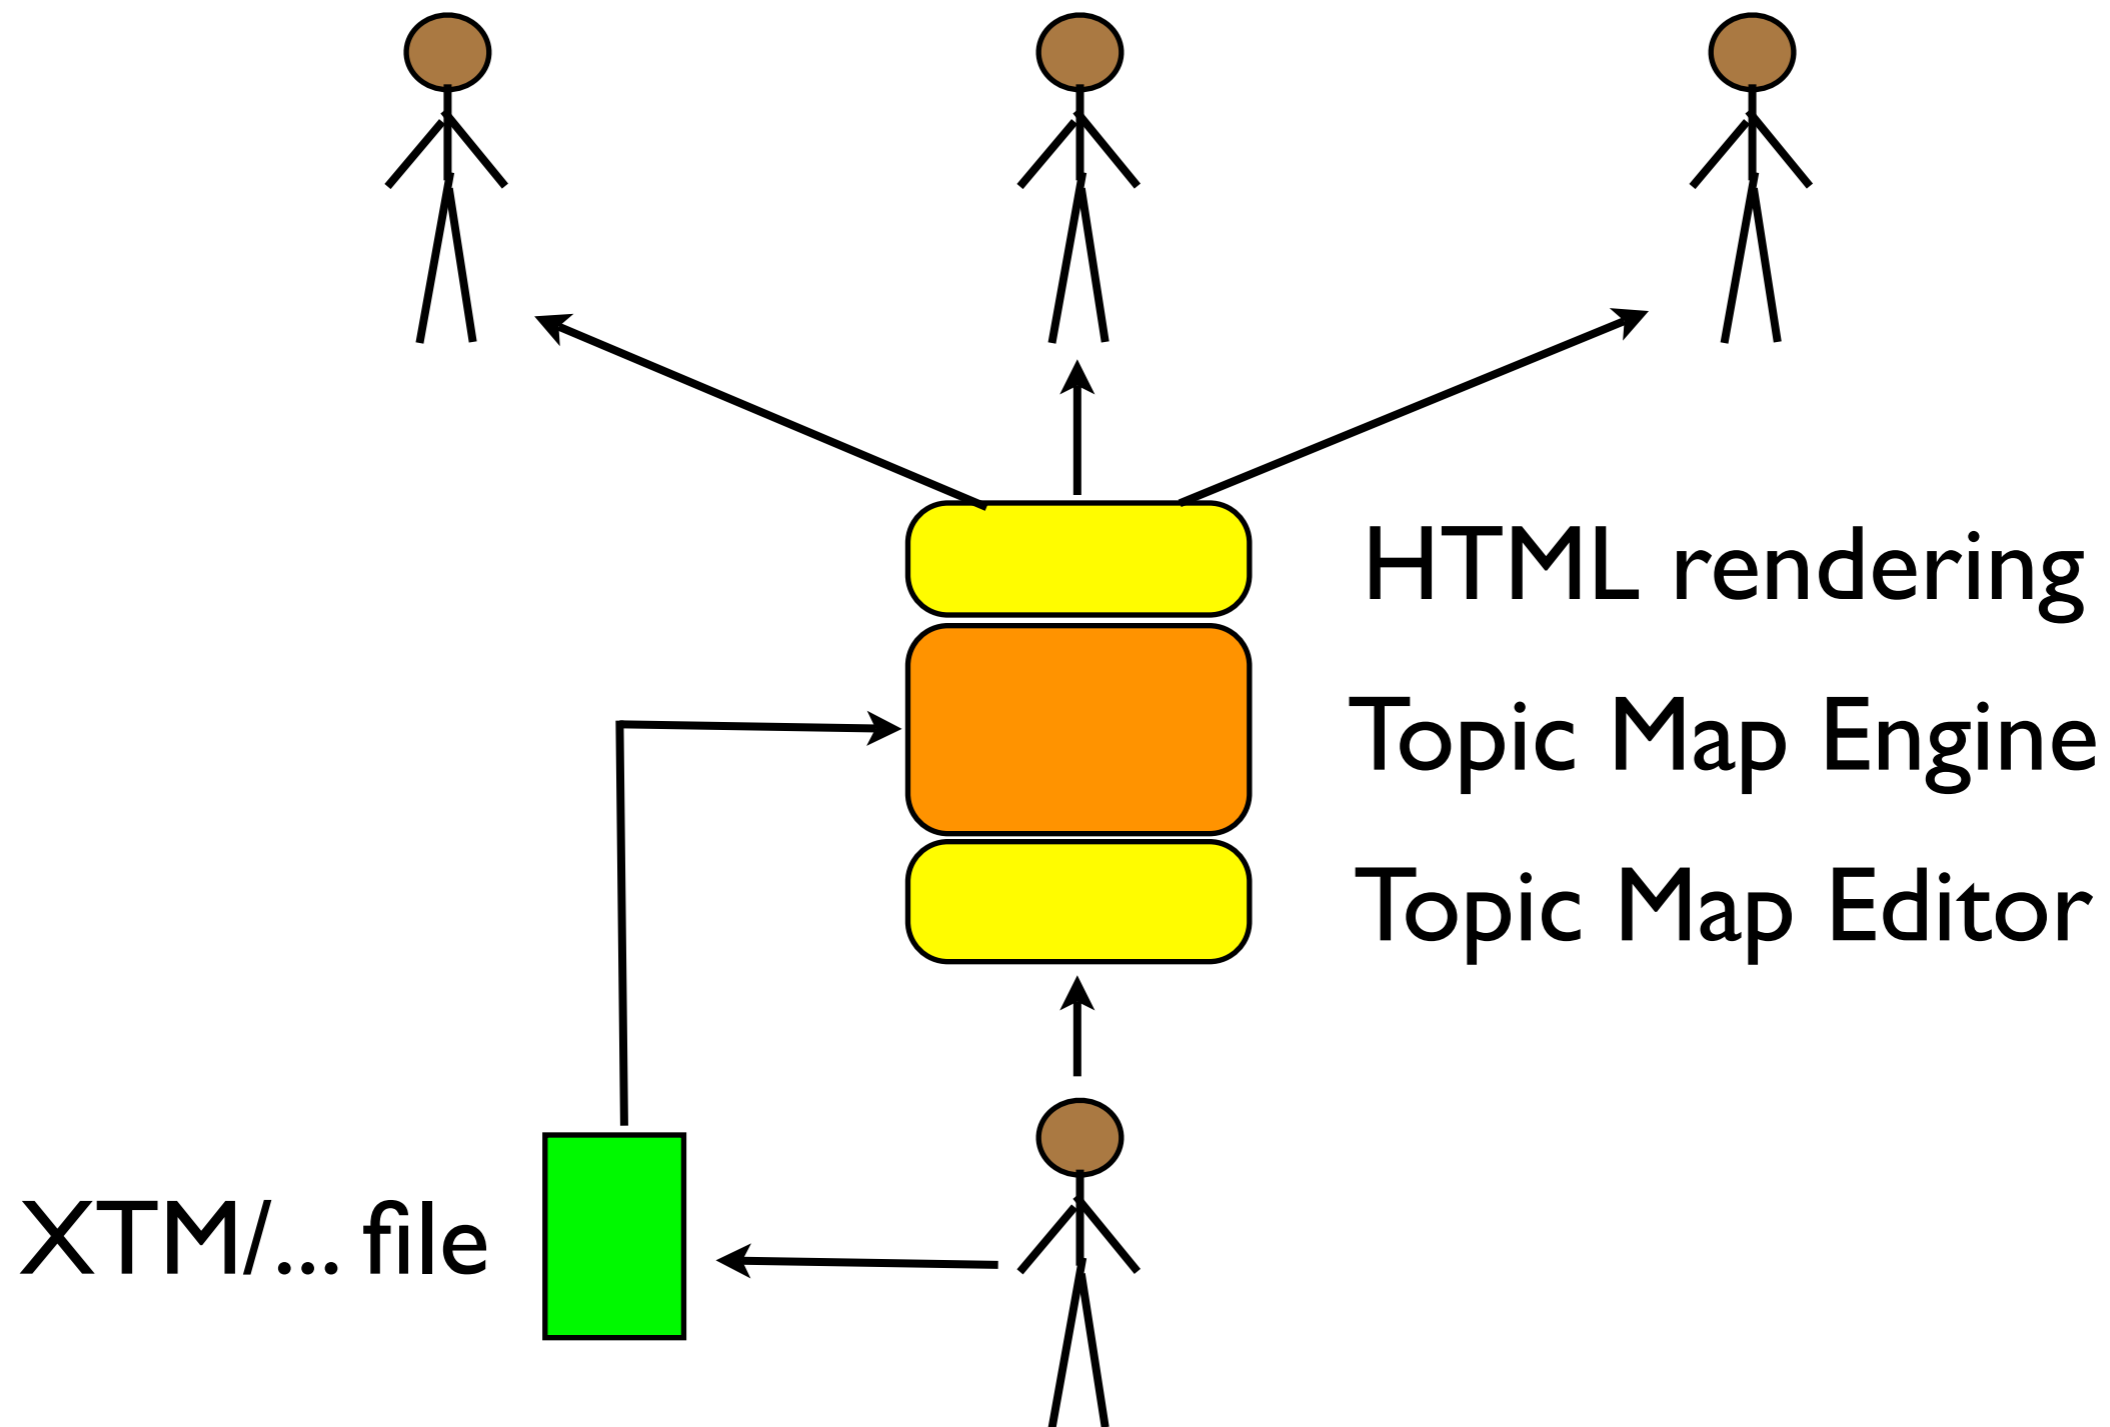 HTML rendering
Topic Map Engine
Topic Map Editor
XTM/... file